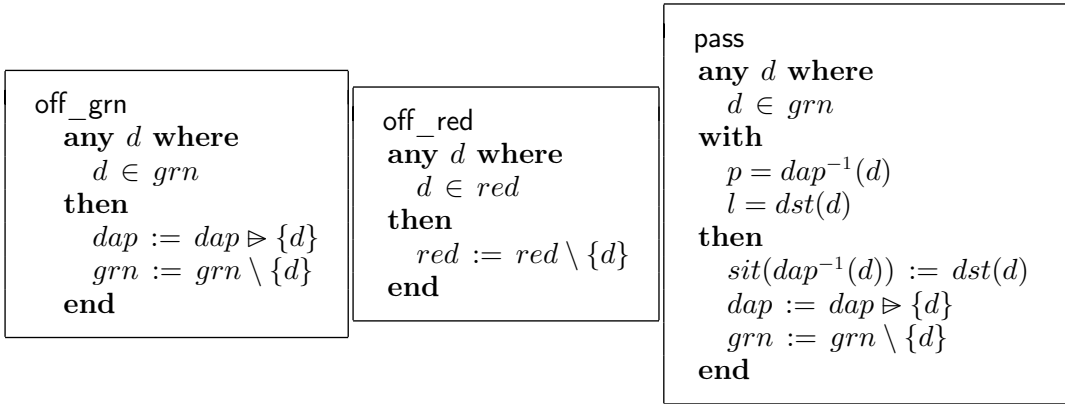 off_grn
any d where
d ∈ grn
then
dap := dap ⩥ {d}
grn := grn \ {d}
end
off_red
any d where
d ∈ red
then
red := red \ {d}
end
pass
any d where
d ∈ grn
with
p = dap⁻¹(d)
l = dst(d)
then
sit(dap⁻¹(d)) := dst(d)
dap := dap ⩥ {d}
grn := grn \ {d}
end